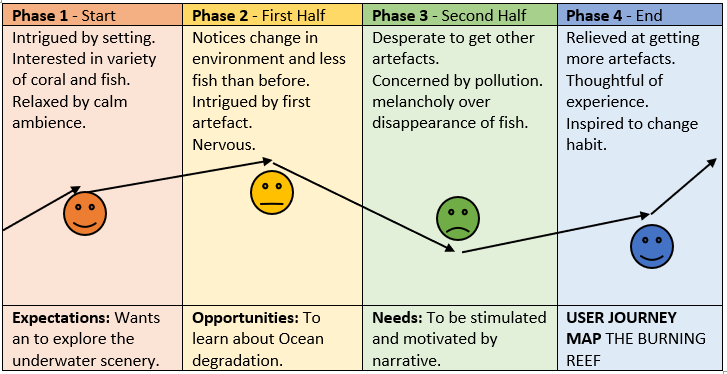 Phase 1 - Start
Intrigued by setting.
Interested in variety
of coral and fish.
Relaxed by calm
ambience.
Phase 2 - First Half
Notices change in
environment and less
fish than before.
Intrigued by first
artefact.
Nervous.
Phase 3 - Second Half
Desperate to get other
artefacts.
Concerned by pollution.
melancholy over
disappearance of fish.
Phase 4 - End
Relieved at getting
more artefacts.
Thoughtful of
experience.
Inspired to change
habit.
Expectations: Wants
an to explore the
underwater scenery.
Opportunities: To
learn about Ocean
degradation.
Needs: To be stimulated
and motivated by
narrative.
USER JOURNEY
MAP THE BURNING
REEF